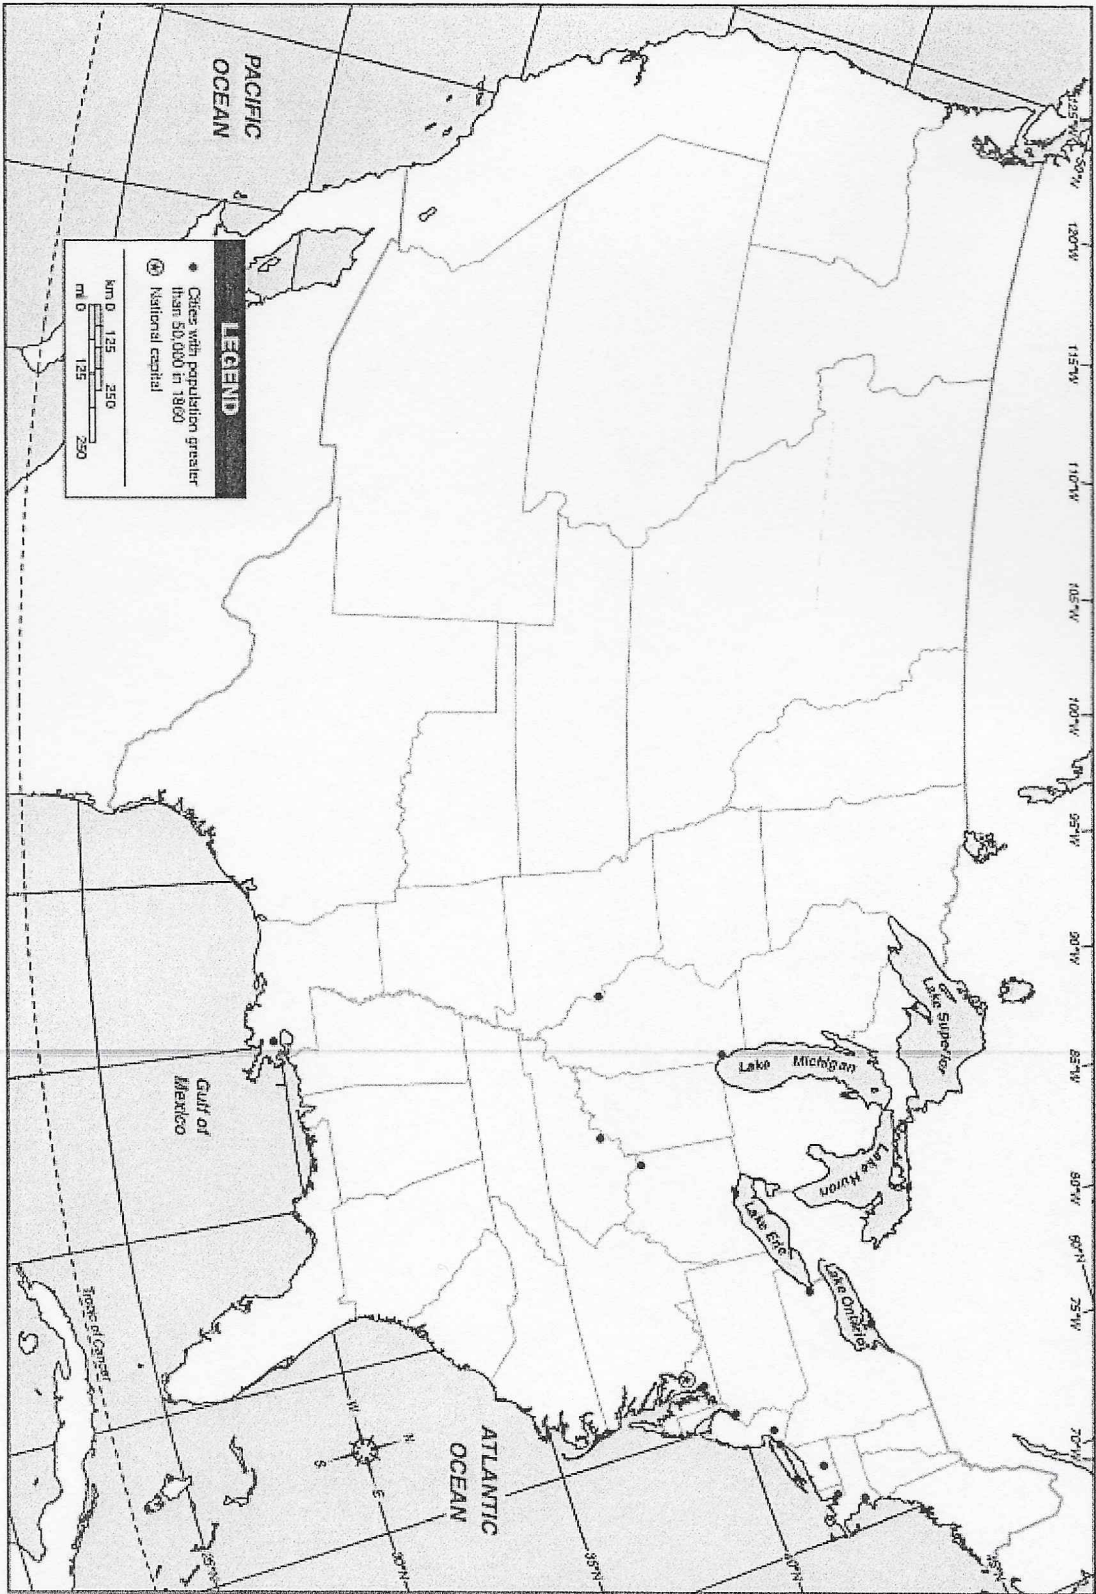 125°W
50°N
120°W
115°W
110°W
105°W
100°W
95°W
90°W
85°W
80°W
50°N
75°W
70°W
45°N
40°N
35°N
30°N
25°N
PACIFIC
OCEAN
LEGEND
Cities with population greater
than 50,000 in 1860
National capital
km 0 125 250
mi 0 125 250
Lake Superior
Lake Michigan
Lake Huron
Lake Erie
Lake Ontario
Gulf of
Mexico
Tropic of Cancer
ATLANTIC
OCEAN
N
W
E
S